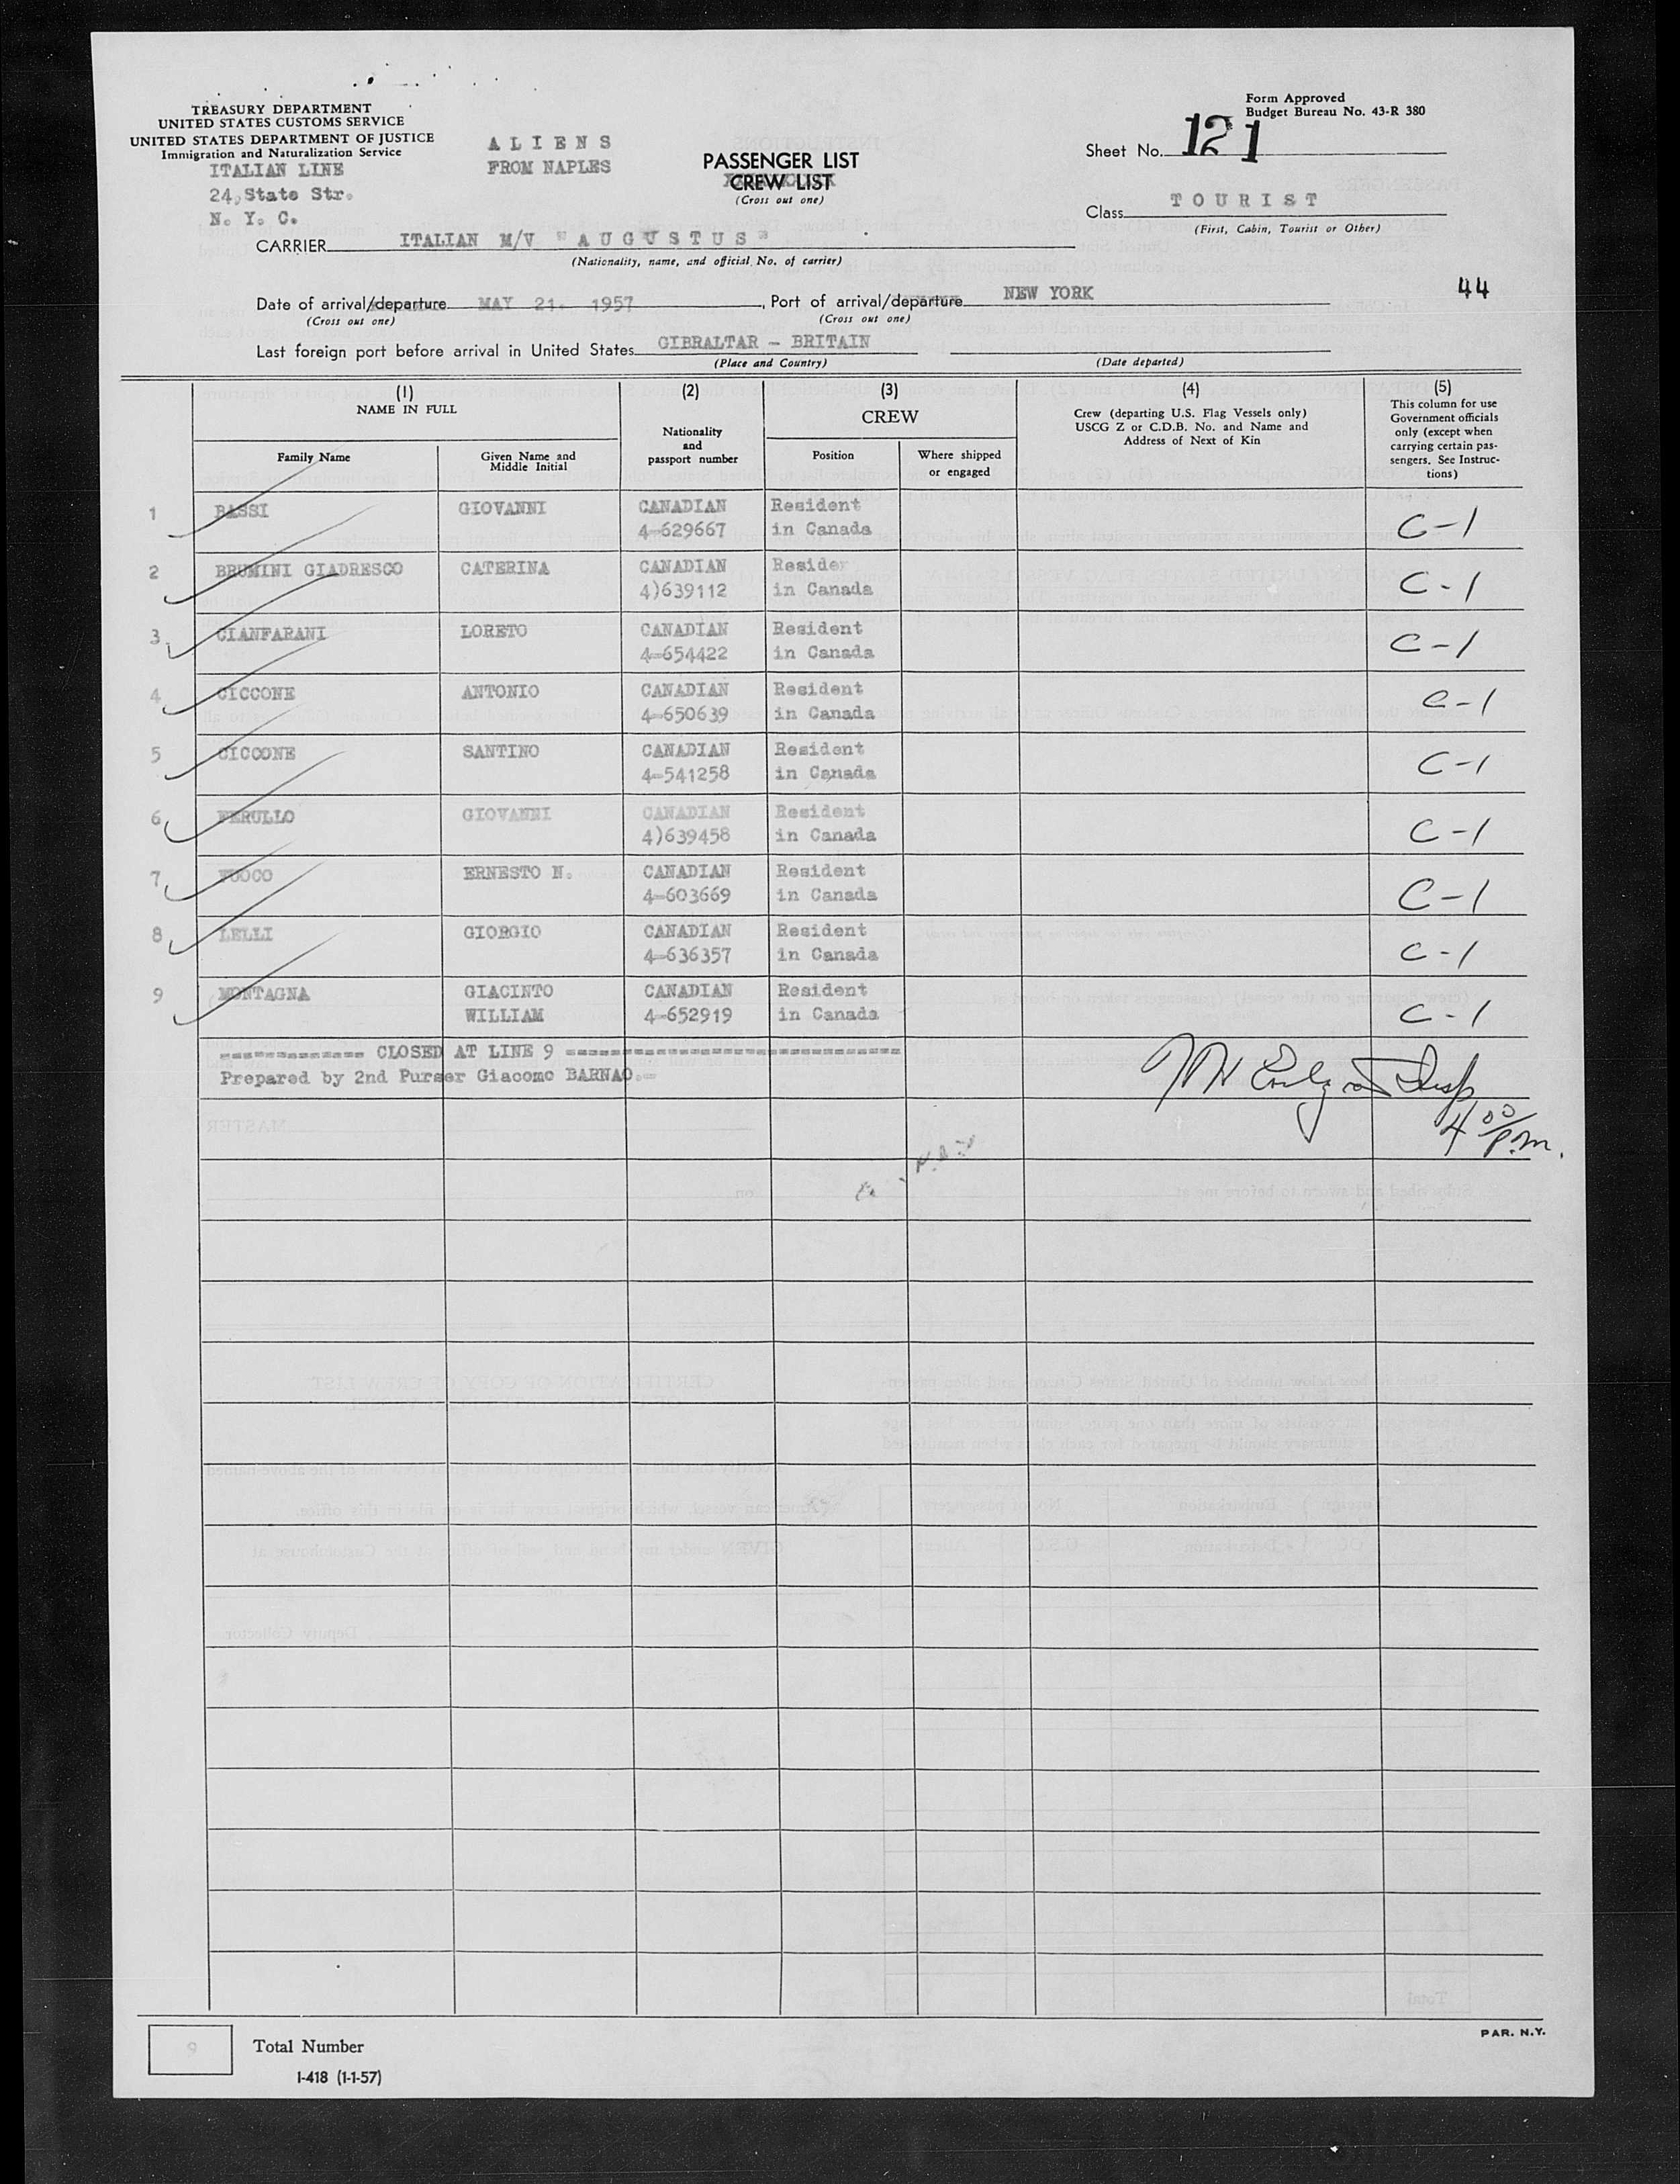 TREASURY DEPARTMENT
UNITED STATES CUSTOMS SERVICE
UNITED STATES DEPARTMENT OF JUSTICE
Immigration and Naturalization Service
ITALIAN LINE
24, State Str.
N. Y. C.
A L I E N S
FROM NAPLES
PASSENGER LIST
CREW LIST
(Cross out one)
Form Approved
Budget Bureau No. 43-R 380
Sheet No. 121
Class TOURIST
(First, Cabin, Tourist or Other)
CARRIER ITALIAN M/V "AUGUSTUS"
(Nationality, name, and official No. of carrier)
44
Date of arrival/departure MAY 21. 1957, Port of arrival/departure NEW YORK
(Cross out one) (Cross out one)
Last foreign port before arrival in United States GIBRALTAR - BRITAIN
(Place and Country) (Date departed)
(1) NAME IN FULL
Family Name
Given Name and Middle Initial
(2)
Nationality and passport number
(3) CREW
Position
Where shipped or engaged
(4)
Crew (departing U.S. Flag Vessels only)
USCG Z or C.D.B. No. and Name and
Address of Next of Kin
(5)
This column for use
Government officials
only (except when
carrying certain pas-
sengers. See Instruc-
tions)
1 BASSI GIOVANNI CANADIAN Resident
4-629667 in Canada C-1
2 BRUMINI GIADRESCO CATERINA CANADIAN Reside
4)639112 in Canada C-1
3 CIANFARANI LORETO CANADIAN Resident
4-654422 in Canada C-1
4 CICCONE ANTONIO CANADIAN Resident
4-650639 in Canada C-1
5 CICCONE SANTINO CANADIAN Resident
4-541258 in Canada C-1
6 FERULLO GIOVANNI CANADIAN Resident
4)639458 in Canada C-1
7 FUOCO ERNESTO N. CANADIAN Resident
4-603669 in Canada C-1
8 LELLI GIORGIO CANADIAN Resident
4-636357 in Canada C-1
9 MONTAGNA GIACINTO CANADIAN Resident
WILLIAM 4-652919 in Canada C-1
------------ CLOSED AT LINE 9 ----------------------------
Prepared by 2nd Purser Giacomo BARNAO.-
4 00/p.m.
9 Total Number
I-418 (1-1-57)
PAR. N.Y.